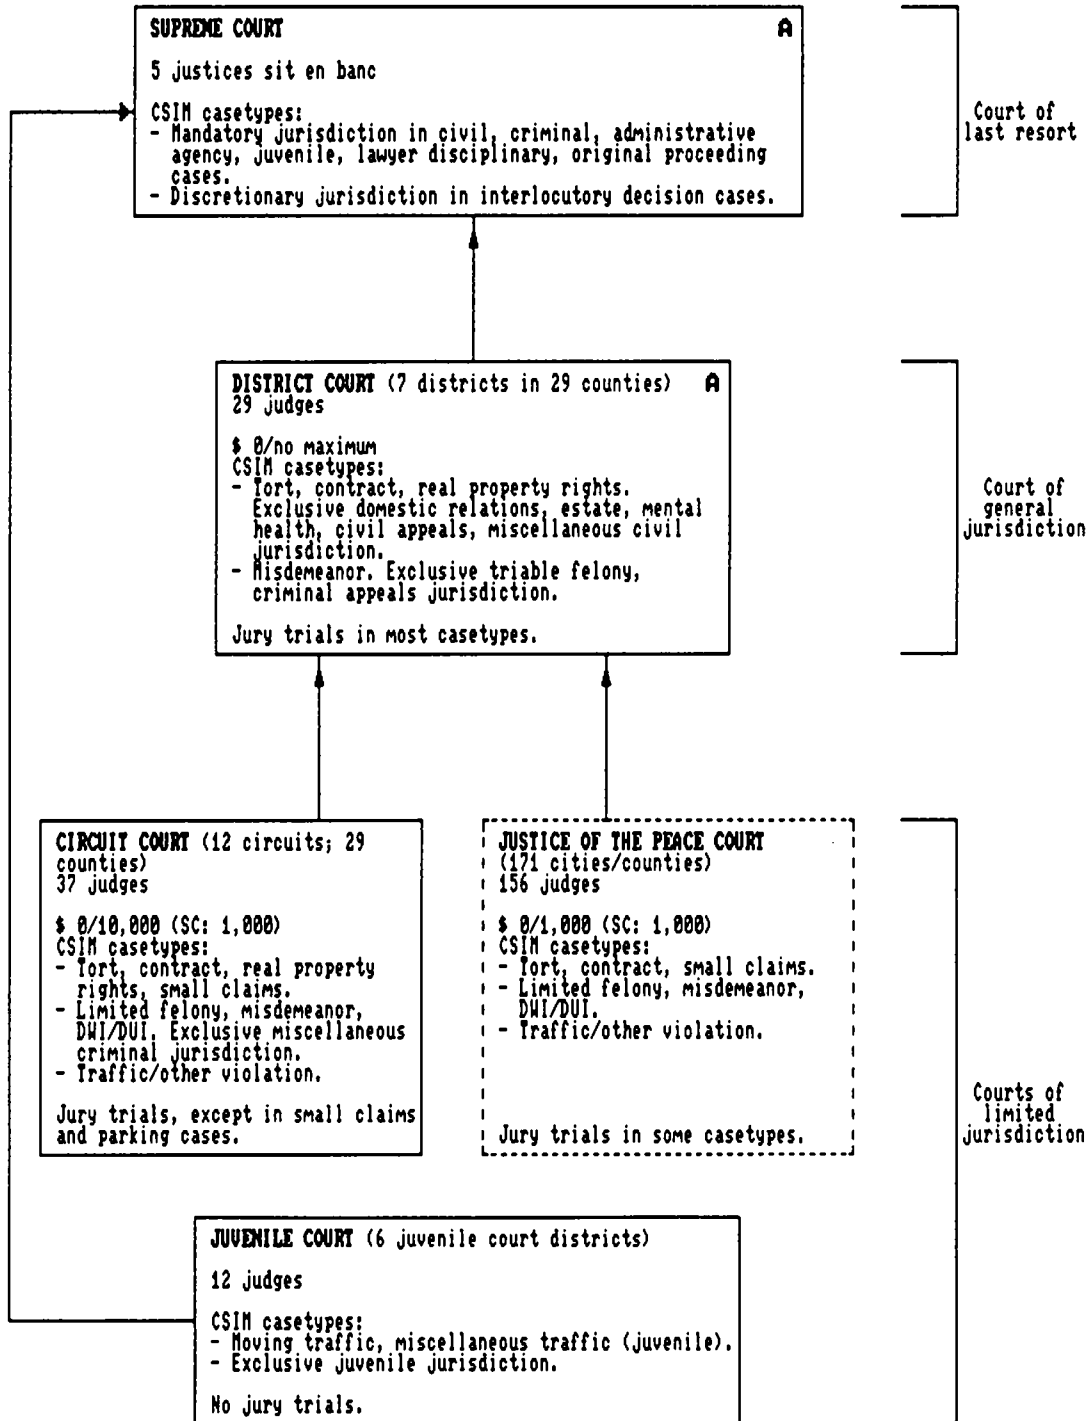 SUPREME COURT A
5 justices sit en banc
CSIM casetypes:
- Mandatory jurisdiction in civil, criminal, administrative
agency, juvenile, lawyer disciplinary, original proceeding
cases.
- Discretionary jurisdiction in interlocutory decision cases.
Court of
last resort
DISTRICT COURT (7 districts in 29 counties) A
29 judges
$ 0/no maximum
CSIM casetypes:
- Tort, contract, real property rights.
Exclusive domestic relations, estate, mental
health, civil appeals, miscellaneous civil
jurisdiction.
- Misdemeanor. Exclusive triable felony,
criminal appeals jurisdiction.
Jury trials in most casetypes.
Court of
general
jurisdiction
CIRCUIT COURT (12 circuits; 29
counties)
37 judges
$ 0/10,000 (SC: 1,000)
CSIM casetypes:
- Tort, contract, real property
rights, small claims.
- Limited felony, misdemeanor,
DWI/DUI. Exclusive miscellaneous
criminal jurisdiction.
- Traffic/other violation.
Jury trials, except in small claims
and parking cases.
JUSTICE OF THE PEACE COURT
(171 cities/counties)
156 judges
$ 0/1,000 (SC: 1,000)
CSIM casetypes:
- Tort, contract, small claims.
- Limited felony, misdemeanor,
DWI/DUI.
- Traffic/other violation.
Jury trials in some casetypes.
Courts of
limited
jurisdiction
JUVENILE COURT (6 juvenile court districts)
12 judges
CSIM casetypes:
- Moving traffic, miscellaneous traffic (juvenile).
- Exclusive juvenile jurisdiction.
No jury trials.